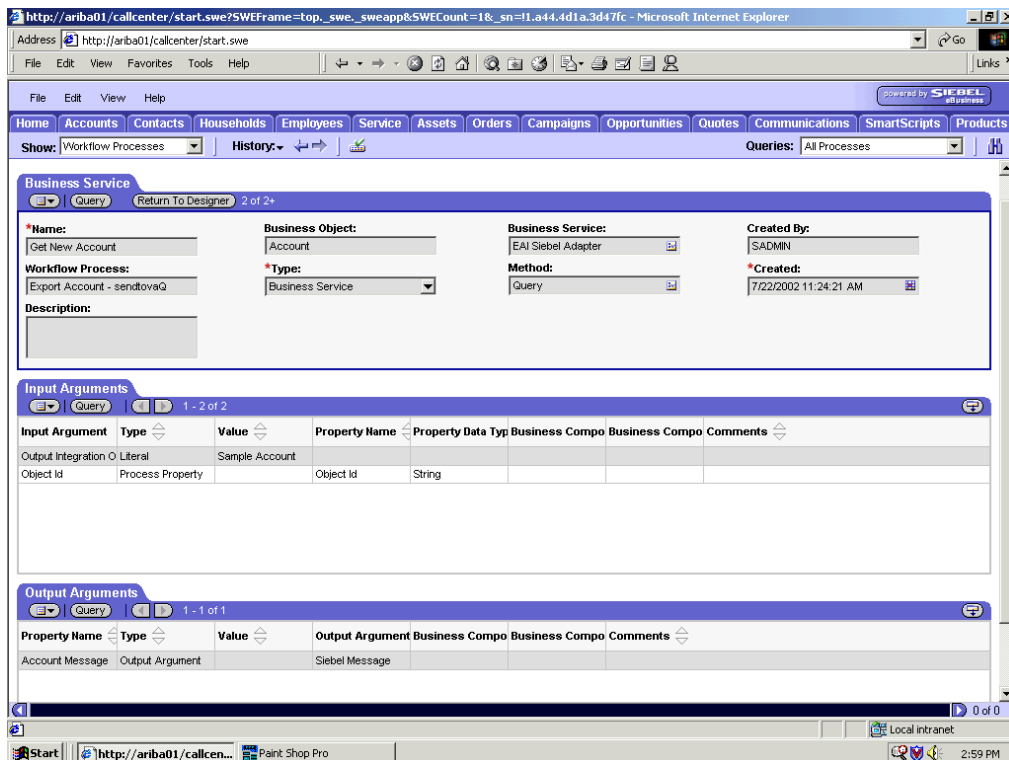 http://ariba01/callcenter/start.swe?SWEFrame=top._swe._sweapp&SWECount=1&_sn=!1.a44.4d1a.3d47fc - Microsoft Internet Explorer
Address http://ariba01/callcenter/start.swe Go
File Edit View Favorites Tools Help Links
File Edit View Help powered by SIEBEL eBusiness
Home Accounts Contacts Households Employees Service Assets Orders Campaigns Opportunities Quotes Communications SmartScripts Products
Show: Workflow Processes History: Queries: All Processes
Business Service
Query Return To Designer 2 of 2+
*Name: Business Object: Business Service: Created By:
Get New Account Account EAI Siebel Adapter SADMIN
Workflow Process: *Type: Method: *Created:
Export Account - sendtovaQ Business Service Query 7/22/2002 11:24:21 AM
Description:
Input Arguments
Query 1 - 2 of 2
Input Argument Type Value Property Name Property Data Typ Business Compo Business Compo Comments
Output Integration O Literal Sample Account
Object Id Process Property Object Id String
Output Arguments
Query 1 - 1 of 1
Property Name Type Value Output Argument Business Compo Business Compo Comments
Account Message Output Argument Siebel Message
0 of 0
Local intranet
Start http://ariba01/callcen... Paint Shop Pro 2:59 PM